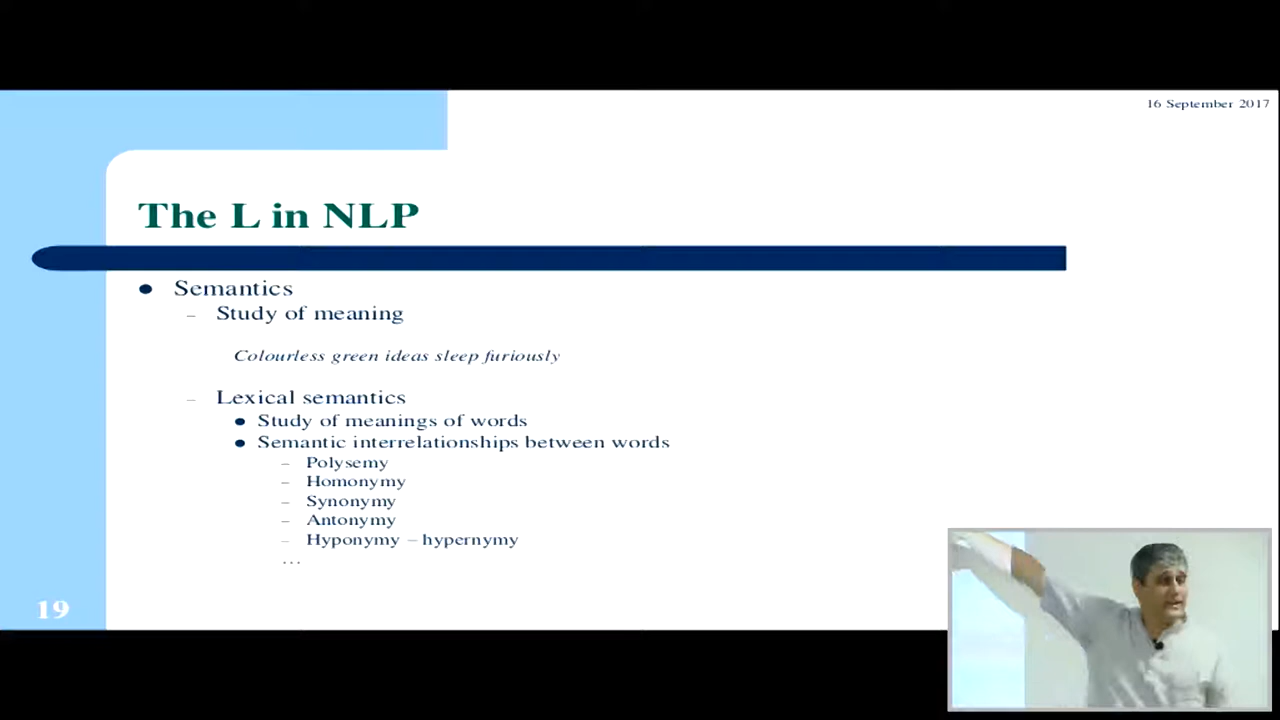 16 September 2017
The L in NLP
● Semantics
– Study of meaning
Colourless green ideas sleep furiously
– Lexical semantics
● Study of meanings of words
● Semantic interrelationships between words
– Polysemy
– Homonymy
– Synonymy
– Antonymy
– Hyponymy – hypernymy
...
19